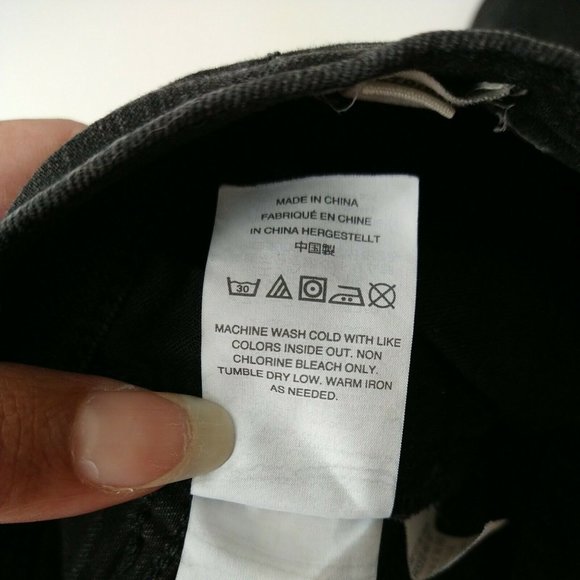 MADE IN CHINA
FABRIQUÉ EN CHINE
IN CHINA HERGESTELLT
中国製
30
MACHINE WASH COLD WITH LIKE
COLORS INSIDE OUT. NON
CHLORINE BLEACH ONLY.
TUMBLE DRY LOW. WARM IRON
AS NEEDED.